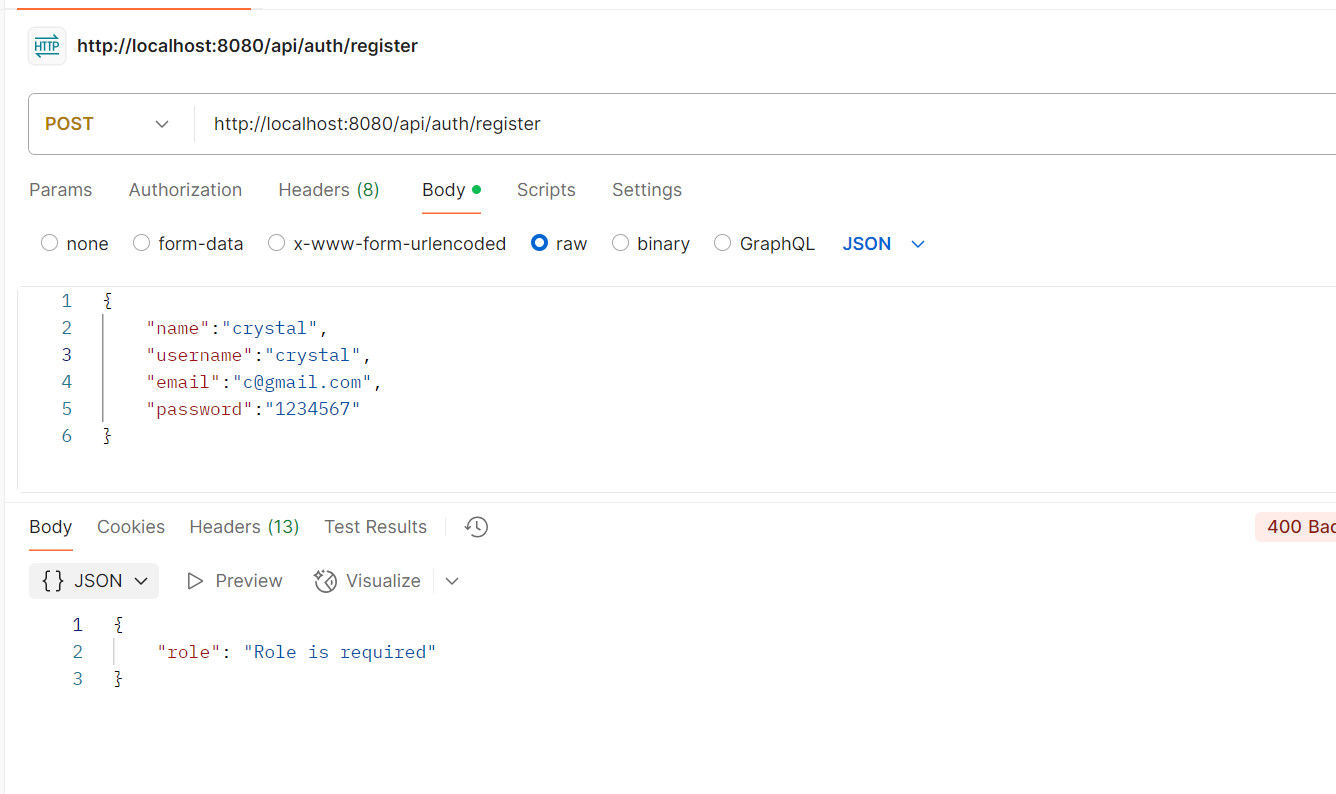 HTTP http://localhost:8080/api/auth/register
POST http://localhost:8080/api/auth/register
Params Authorization Headers (8) Body Scripts Settings
none form-data x-www-form-urlencoded raw binary GraphQL JSON
1 {
2 "name":"crystal",
3 "username":"crystal",
4 "email":"c@gmail.com",
5 "password":"1234567"
6 }
Body Cookies Headers (13) Test Results 400 Bad
{} JSON Preview Visualize
1 {
2 "role": "Role is required"
3 }